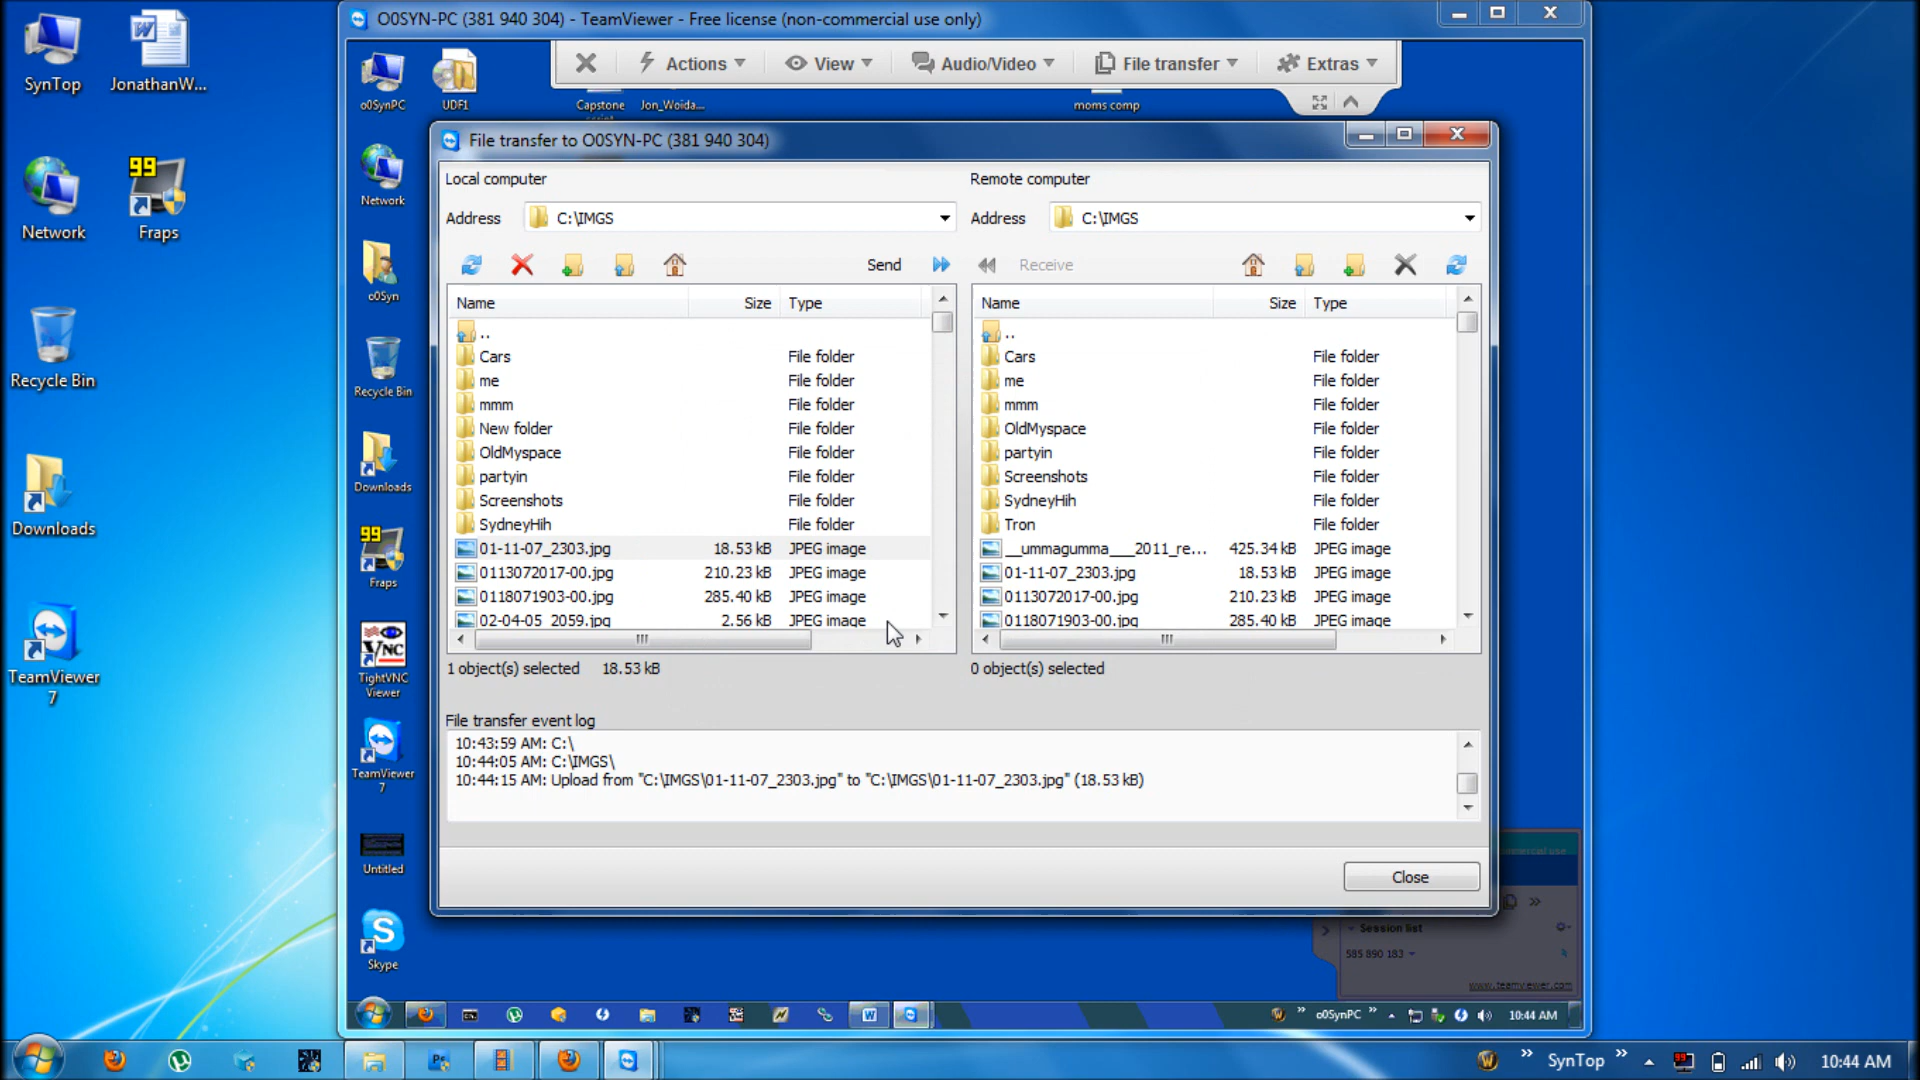 SynTop
JonathanW...
Network
Fraps
Recycle Bin
Downloads
TeamViewer
7
O0SYN-PC (381 940 304) - TeamViewer - Free license (non-commercial use only)
Actions
View
Audio/Video
File transfer
Extras
o0SynPC
UDF1
Capstone
Jon_Woida...
moms comp
Network
o0Syn
Recycle Bin
Downloads
99
Fraps
VNC
TightVNC
Viewer
TeamViewer
7
Untitled
Skype
File transfer to O0SYN-PC (381 940 304)
Local computer
Address
C:\IMGS
Send
Name Size Type
..
Cars File folder
me File folder
mmm File folder
New folder File folder
OldMyspace File folder
partyin File folder
Screenshots File folder
SydneyHih File folder
01-11-07_2303.jpg 18.53 kB JPEG image
0113072017-00.jpg 210.23 kB JPEG image
0118071903-00.jpg 285.40 kB JPEG image
02-04-05_2059.jpg 2.56 kB JPEG image
1 object(s) selected 18.53 kB
Remote computer
Address
C:\IMGS
Receive
Name Size Type
..
Cars File folder
me File folder
mmm File folder
OldMyspace File folder
partyin File folder
Screenshots File folder
SydneyHih File folder
Tron File folder
__ummagumma___2011_re... 425.34 kB JPEG image
01-11-07_2303.jpg 18.53 kB JPEG image
0113072017-00.jpg 210.23 kB JPEG image
0118071903-00.jpg 285.40 kB JPEG image
0 object(s) selected
File transfer event log
10:43:59 AM: C:\
10:44:05 AM: C:\IMGS\
10:44:15 AM: Upload from "C:\IMGS\01-11-07_2303.jpg" to "C:\IMGS\01-11-07_2303.jpg" (18.53 kB)
Close
Session list
585 890 183
www.teamviewer.com
o0SynPC
10:44 AM
SynTop
10:44 AM